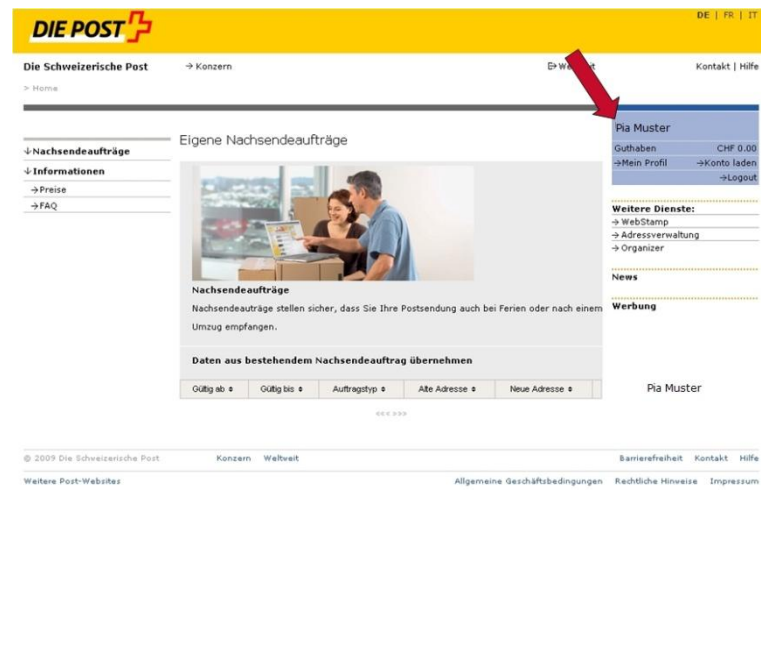 DIE POST
DE | FR | IT
Die Schweizerische Post
→ Konzern
Kontakt | Hilfe
> Home
Pia Muster
Guthaben CHF 0.00
→Mein Profil →Konto laden
→Logout
↓Nachsendeaufträge
↓Informationen
→Preise
→FAQ
Eigene Nachsendeaufträge
Nachsendeaufträge
Nachsendeauträge stellen sicher, dass Sie Ihre Postsendung auch bei Ferien oder nach einem
Umzug empfangen.
Daten aus bestehendem Nachsendeauftrag übernehmen
Gültig ab Gültig bis Auftragstyp Alte Adresse Neue Adresse
<<< >>>
Weitere Dienste:
→ WebStamp
→ Adressverwaltung
→ Organizer
News
Werbung
Pia Muster
© 2009 Die Schweizerische Post Konzern Weltweit Barrierefreiheit Kontakt Hilfe
Weitere Post-Websites Allgemeine Geschäftsbedingungen Rechtliche Hinweise Impressum